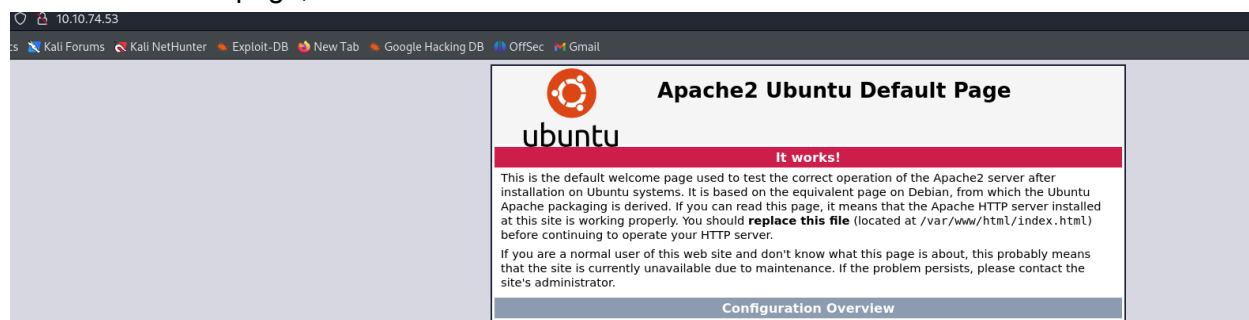 10.10.74.53
Kali Forums Kali NetHunter Exploit-DB New Tab Google Hacking DB OffSec Gmail
Apache2 Ubuntu Default Page
ubuntu
It works!
This is the default welcome page used to test the correct operation of the Apache2 server after
installation on Ubuntu systems. It is based on the equivalent page on Debian, from which the Ubuntu
Apache packaging is derived. If you can read this page, it means that the Apache HTTP server installed
at this site is working properly. You should replace this file (located at /var/www/html/index.html)
before continuing to operate your HTTP server.
If you are a normal user of this web site and don't know what this page is about, this probably means
that the site is currently unavailable due to maintenance. If the problem persists, please contact the
site's administrator.
Configuration Overview